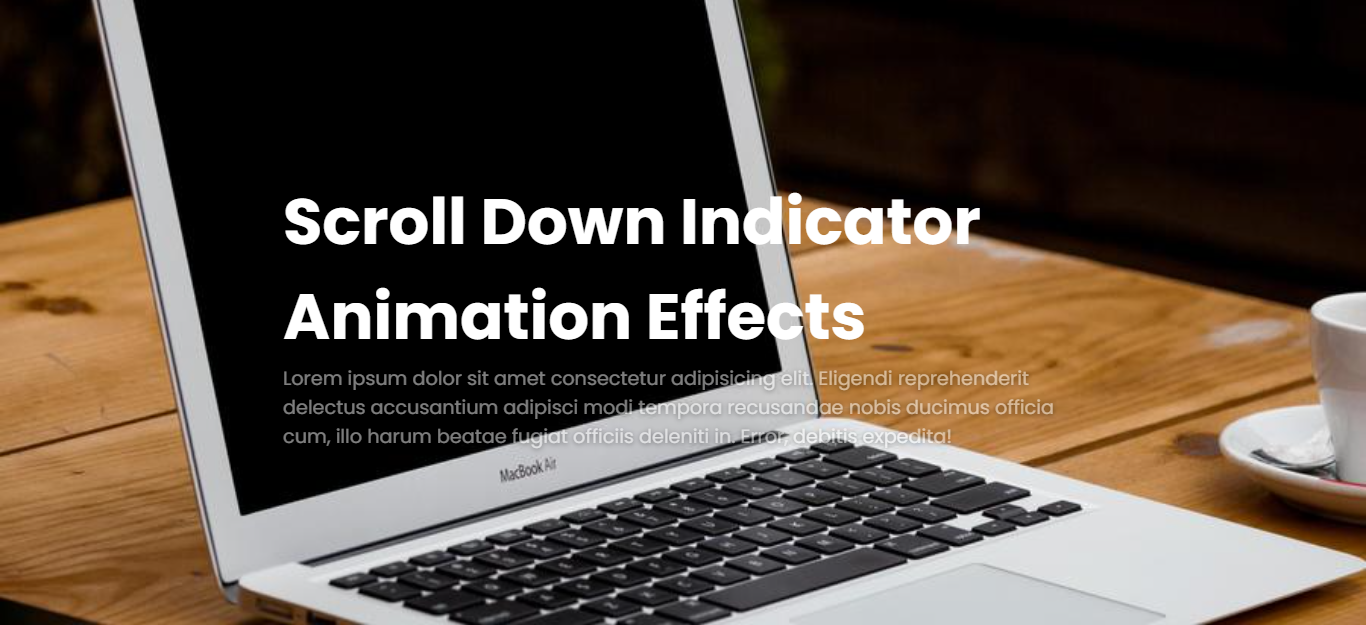 Scroll Down Indicator
Animation Effects
Lorem ipsum dolor sit amet consectetur adipisicing elit. Eligendi reprehenderit
delectus accusantium adipisci modi tempora recusandae nobis ducimus officia
cum, illo harum beatae fugiat officiis deleniti in. Error, debitis expedita!
MacBook Air